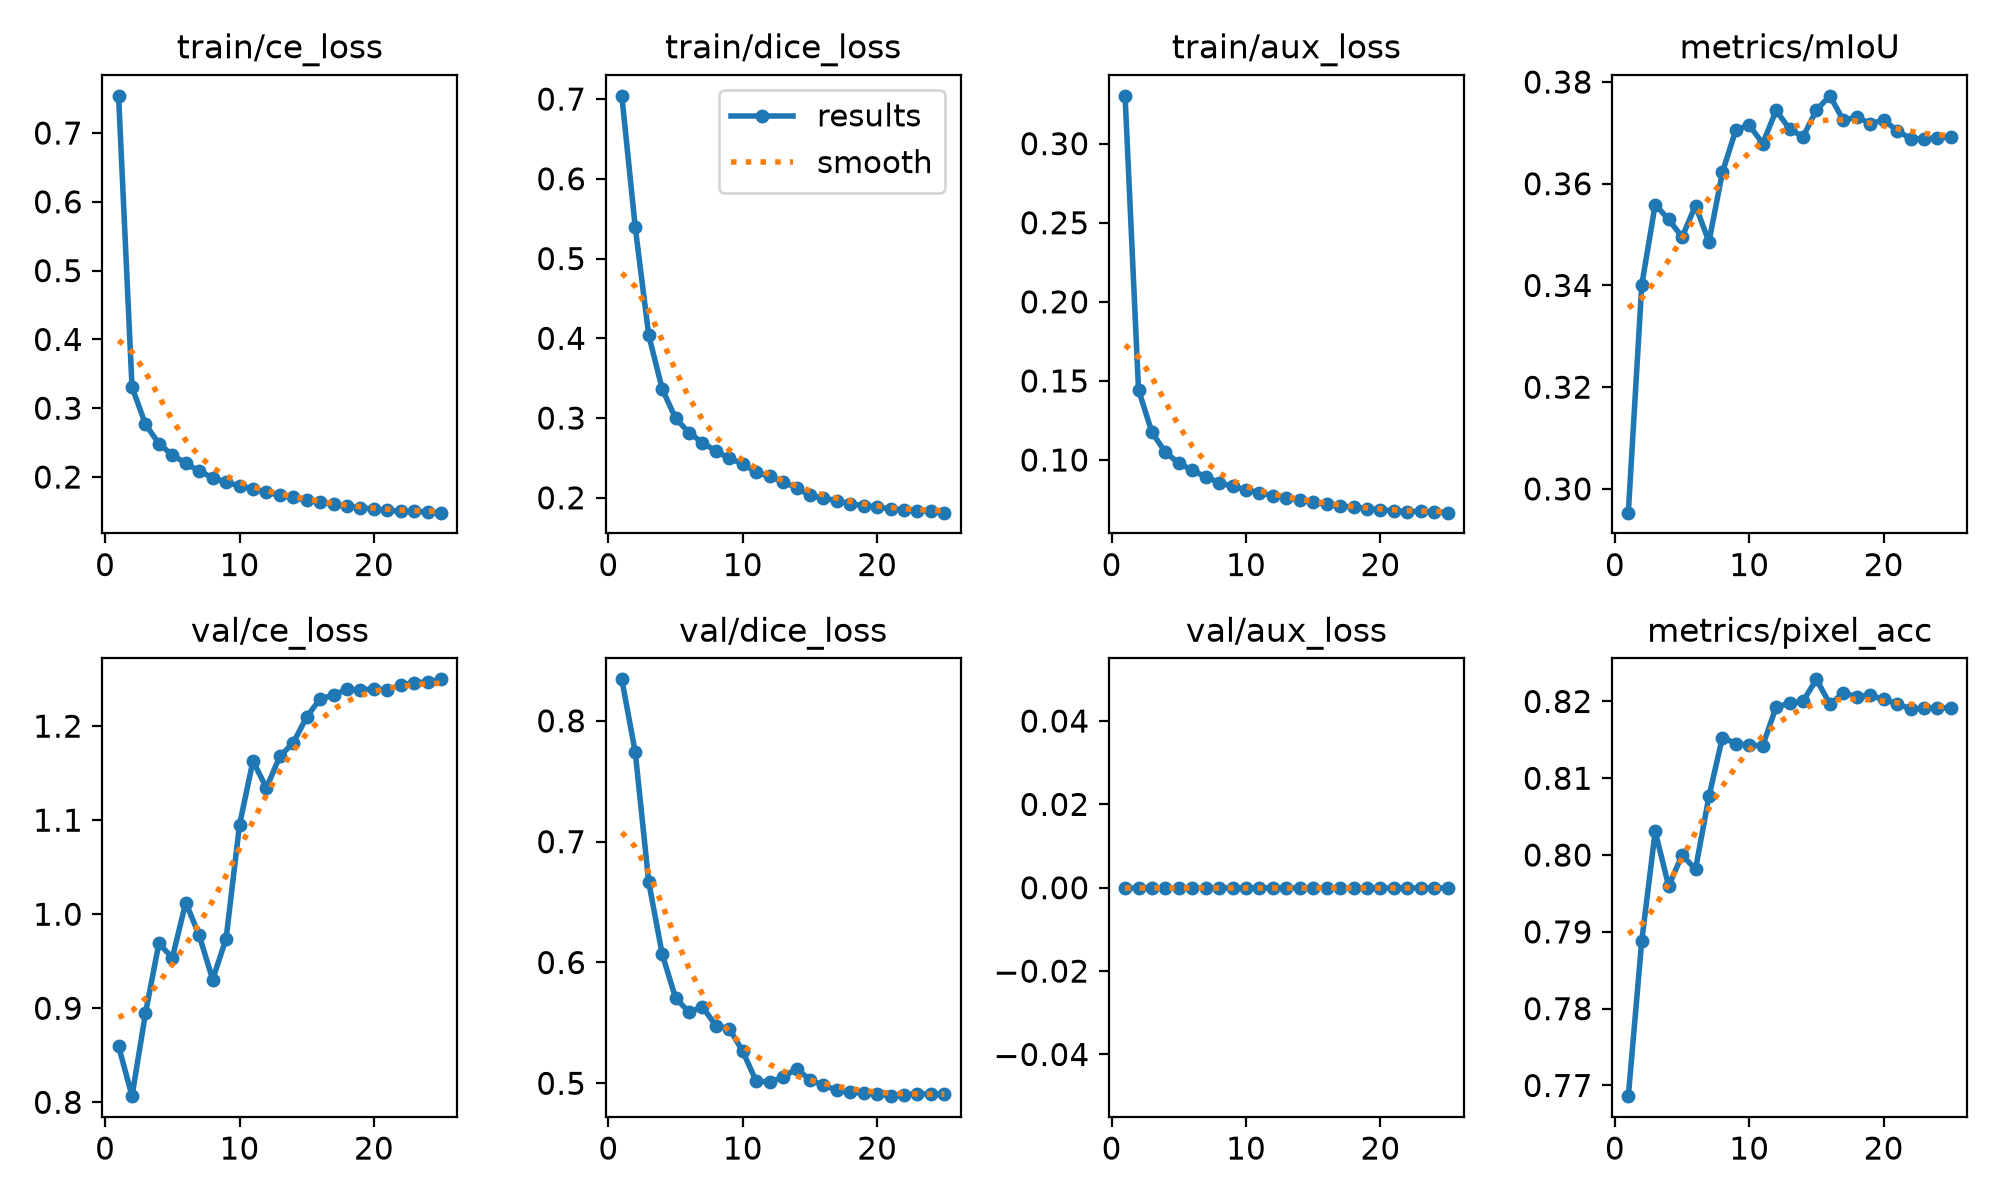 train/ce_loss
0.7
0.6
0.5
0.4
0.3
0.2
0 10 20
train/dice_loss
results
smooth
0.7
0.6
0.5
0.4
0.3
0.2
0 10 20
train/aux_loss
0.30
0.25
0.20
0.15
0.10
0 10 20
metrics/mIoU
0.38
0.36
0.34
0.32
0.30
0 10 20
val/ce_loss
1.2
1.1
1.0
0.9
0.8
0 10 20
val/dice_loss
0.8
0.7
0.6
0.5
0 10 20
val/aux_loss
0.04
0.02
0.00
−0.02
−0.04
0 10 20
metrics/pixel_acc
0.82
0.81
0.80
0.79
0.78
0.77
0 10 20